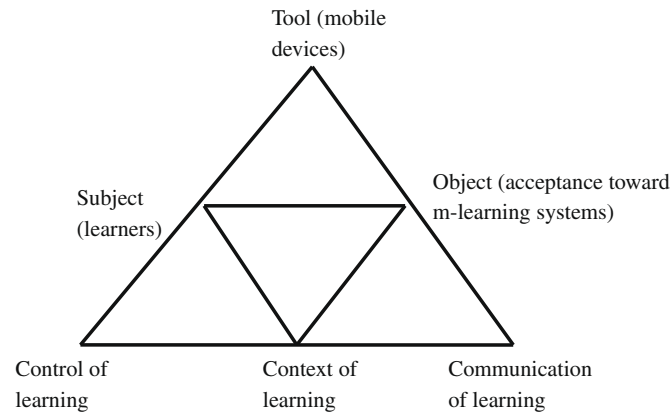 Tool (mobile
devices)
Subject
(learners)
Object (acceptance toward
m-learning systems)
Control of
learning
Context of
learning
Communication
of learning